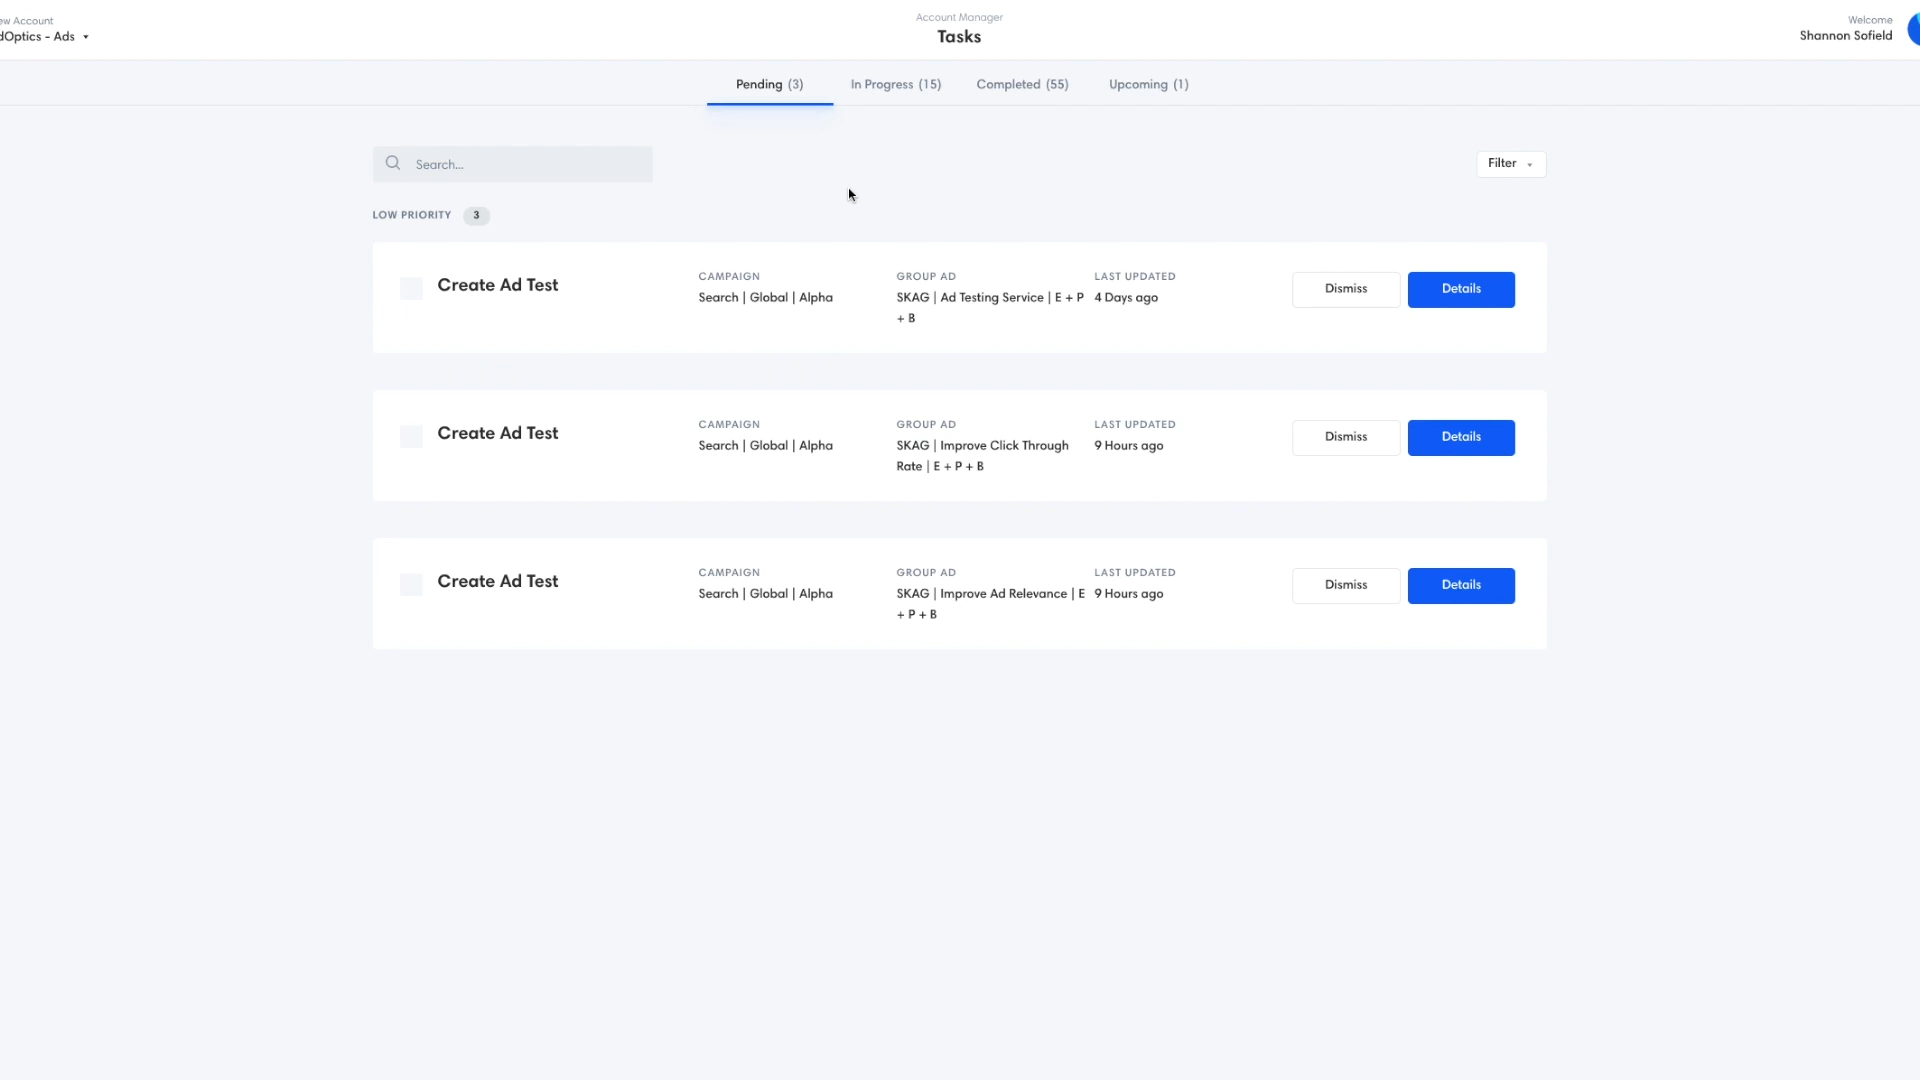 ew Account
dOptics - Ads
Account Manager
Tasks
Welcome
Shannon Sofield
Pending (3)
In Progress (15)
Completed (55)
Upcoming (1)
Search...
Filter
LOW PRIORITY 3
Create Ad Test
CAMPAIGN
Search | Global | Alpha
GROUP AD
SKAG | Ad Testing Service | E + P
+ B
LAST UPDATED
4 Days ago
Dismiss
Details
Create Ad Test
CAMPAIGN
Search | Global | Alpha
GROUP AD
SKAG | Improve Click Through
Rate | E + P + B
LAST UPDATED
9 Hours ago
Dismiss
Details
Create Ad Test
CAMPAIGN
Search | Global | Alpha
GROUP AD
SKAG | Improve Ad Relevance | E
+ P + B
LAST UPDATED
9 Hours ago
Dismiss
Details